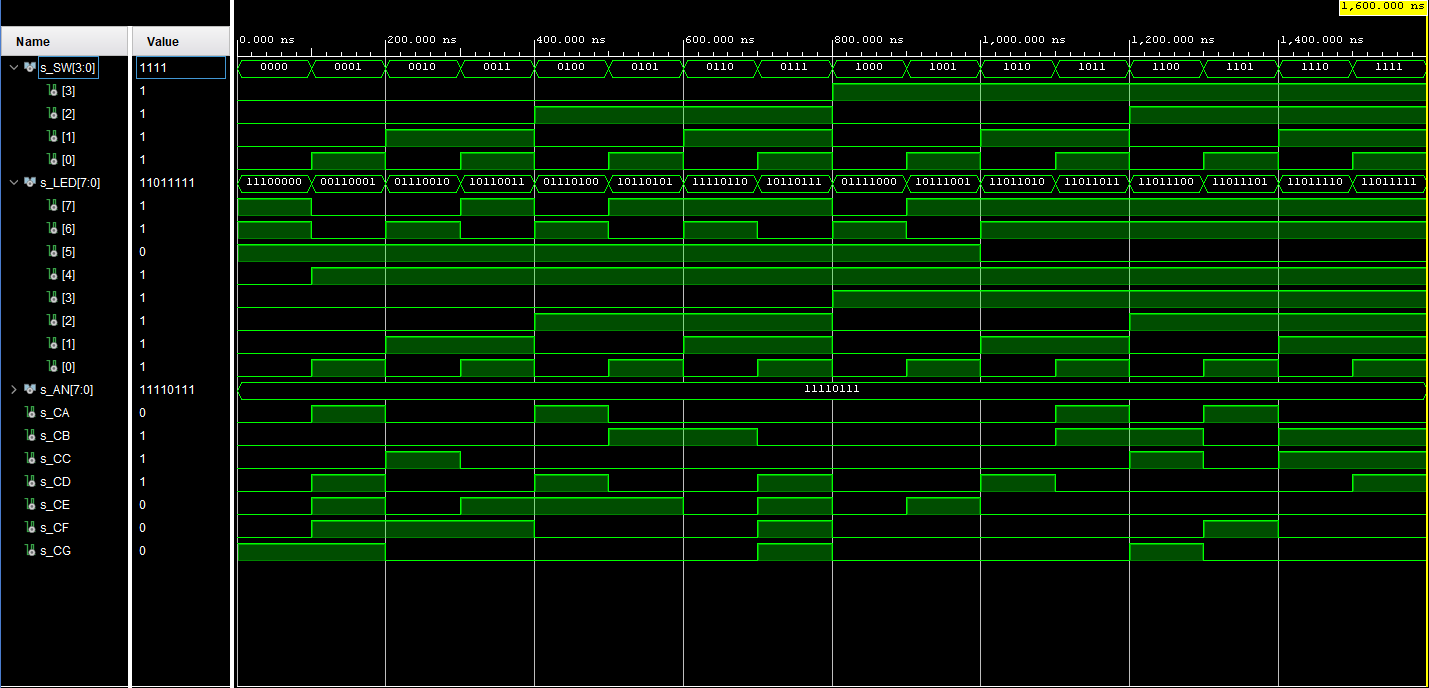 1,600.000 ns
Name Value
0.000 ns 200.000 ns 400.000 ns 600.000 ns 800.000 ns 1,000.000 ns 1,200.000 ns 1,400.000 ns
s_SW[3:0] 1111 0000 0001 0010 0011 0100 0101 0110 0111 1000 1001 1010 1011 1100 1101 1110 1111
[3] 1
[2] 1
[1] 1
[0] 1
s_LED[7:0] 11011111 11100000 00110001 01110010 10110011 01110100 10110101 11110110 10110111 01111000 10111001 11011010 11011011 11011100 11011101 11011110 11011111
[7] 1
[6] 1
[5] 0
[4] 1
[3] 1
[2] 1
[1] 1
[0] 1
s_AN[7:0] 11110111 11110111
s_CA 0
s_CB 1
s_CC 1
s_CD 1
s_CE 0
s_CF 0
s_CG 0